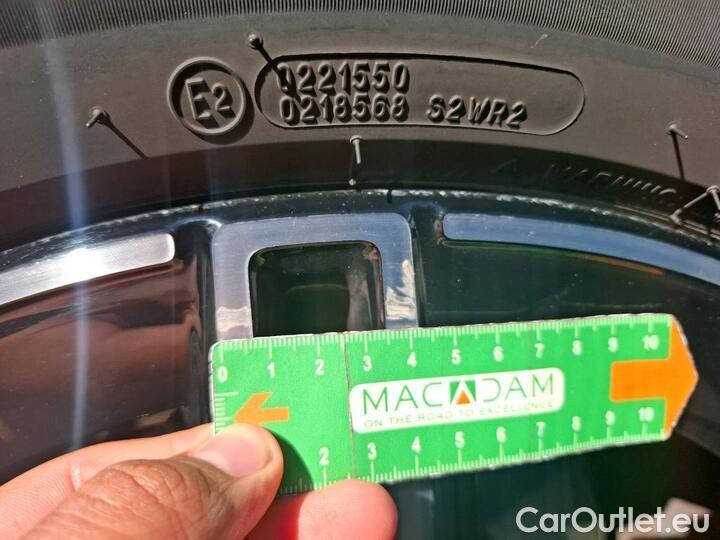 E2
0221550
0218568 S2WR2
WARNING
0 1 2 3 4 5 6 7 8 9 10
MACADAM
ON THE ROAD TO EXCELLENCE
2 3 4 5 6 7 8 9 10
CarOutlet.eu